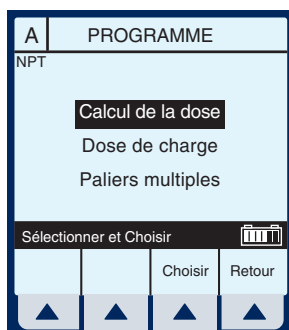 A PROGRAMME
NPT
Calcul de la dose
Dose de charge
Paliers multiples
Sélectionner et Choisir
Choisir Retour